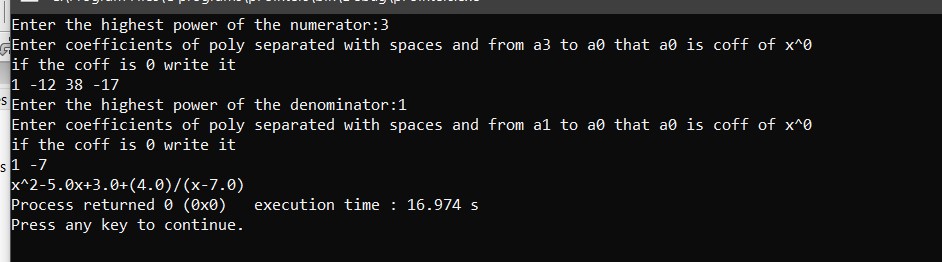 Enter the highest power of the numerator:3
Enter coefficients of poly separated with spaces and from a3 to a0 that a0 is coff of x^0
if the coff is 0 write it
1 -12 38 -17
Enter the highest power of the denominator:1
Enter coefficients of poly separated with spaces and from a1 to a0 that a0 is coff of x^0
if the coff is 0 write it
1 -7
x^2-5.0x+3.0+(4.0)/(x-7.0)
Process returned 0 (0x0)   execution time : 16.974 s
Press any key to continue.